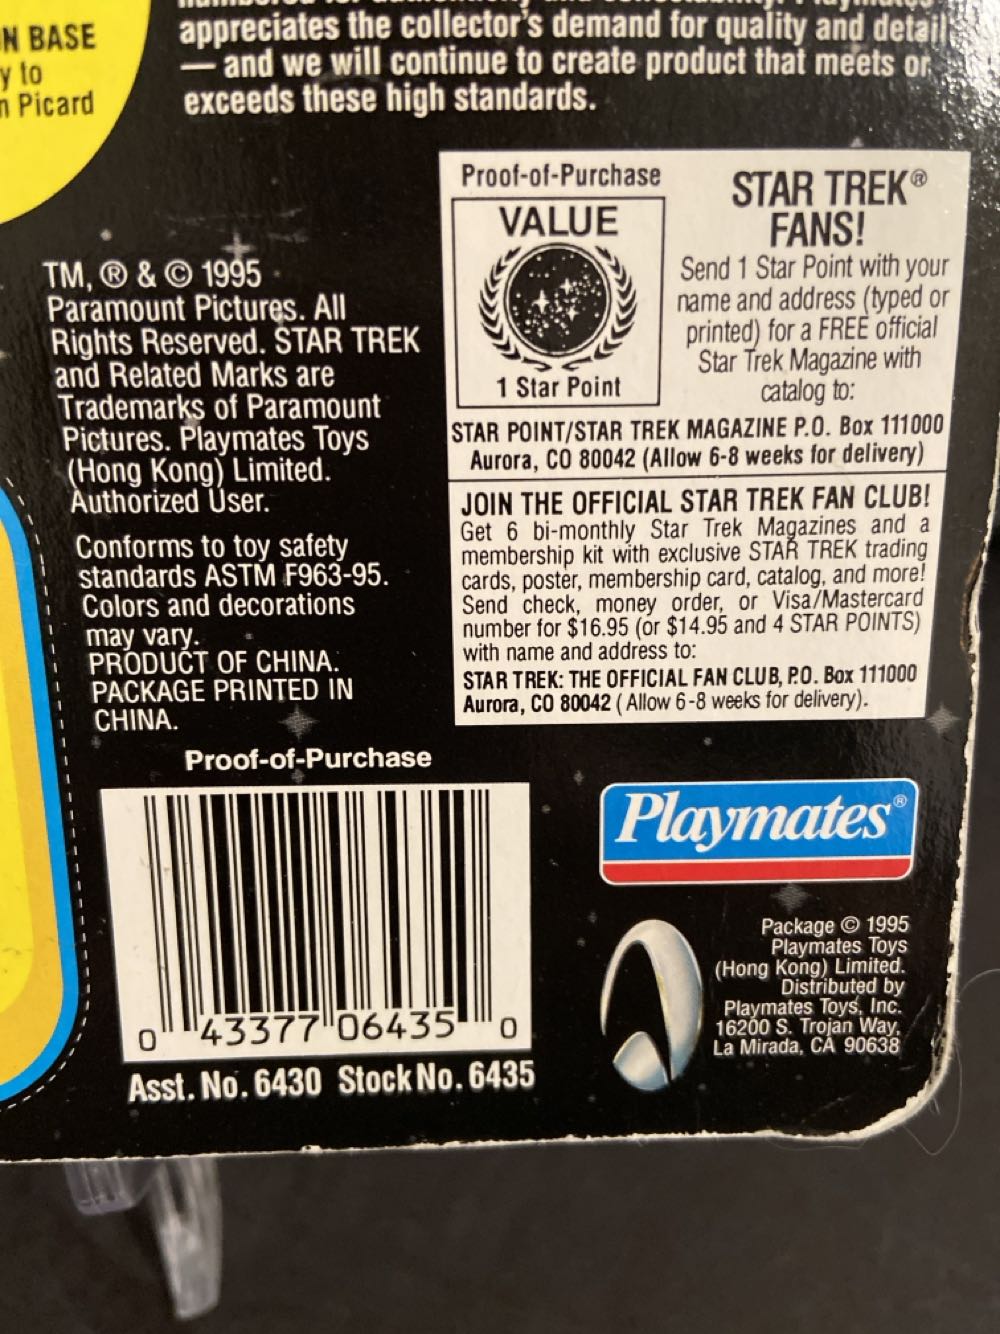 N BASE
y to
n Picard
appreciates the collector's demand for quality and detail
— and we will continue to create product that meets or
exceeds these high standards.
TM, ® & © 1995
Paramount Pictures. All
Rights Reserved. STAR TREK
and Related Marks are
Trademarks of Paramount
Pictures. Playmates Toys
(Hong Kong) Limited.
Authorized User.
Conforms to toy safety
standards ASTM F963-95.
Colors and decorations
may vary.
PRODUCT OF CHINA.
PACKAGE PRINTED IN
CHINA.
Proof-of-Purchase
VALUE
1 Star Point
STAR TREK®
FANS!
Send 1 Star Point with your
name and address (typed or
printed) for a FREE official
Star Trek Magazine with
catalog to:
STAR POINT/STAR TREK MAGAZINE P.O. Box 111000
Aurora, CO 80042 (Allow 6-8 weeks for delivery)
JOIN THE OFFICIAL STAR TREK FAN CLUB!
Get 6 bi-monthly Star Trek Magazines and a
membership kit with exclusive STAR TREK trading
cards, poster, membership card, catalog, and more!
Send check, money order, or Visa/Mastercard
number for $16.95 (or $14.95 and 4 STAR POINTS)
with name and address to:
STAR TREK: THE OFFICIAL FAN CLUB, P.O. Box 111000
Aurora, CO 80042 (Allow 6-8 weeks for delivery).
Proof-of-Purchase
0 43377 06435 0
Asst. No. 6430 Stock No. 6435
Playmates®
Package © 1995
Playmates Toys
(Hong Kong) Limited.
Distributed by
Playmates Toys, Inc.
16200 S. Trojan Way,
La Mirada, CA 90638